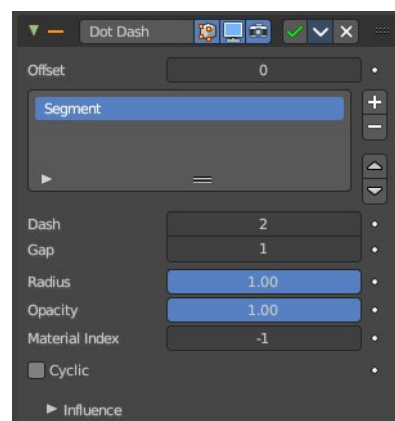 Dot Dash
Offset 0
Segment
Dash 2
Gap 1
Radius 1.00
Opacity 1.00
Material Index -1
Cyclic
Influence